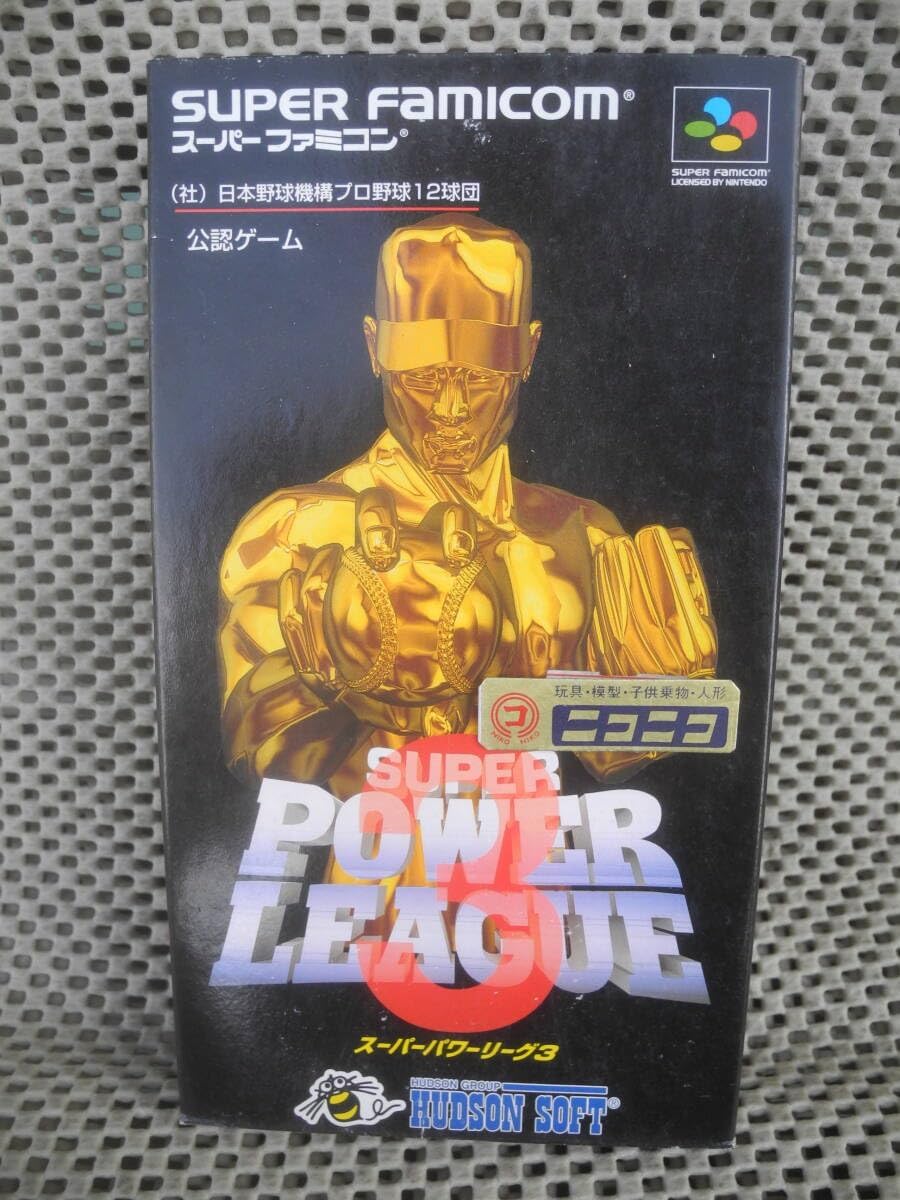 SUPER FAMICOM®
スーパーファミコン®
SUPER FAMICOM®
LICENSED BY NINTENDO
(社)日本野球機構プロ野球12球団
公認ゲーム
玩具・模型・子供乗物・人形
コ
NIKO NIKO
ニコニコ
SUPER
POWER
LEAGUE
3
スーパーパワーリーグ3
HUDSON GROUP
HUDSON SOFT®